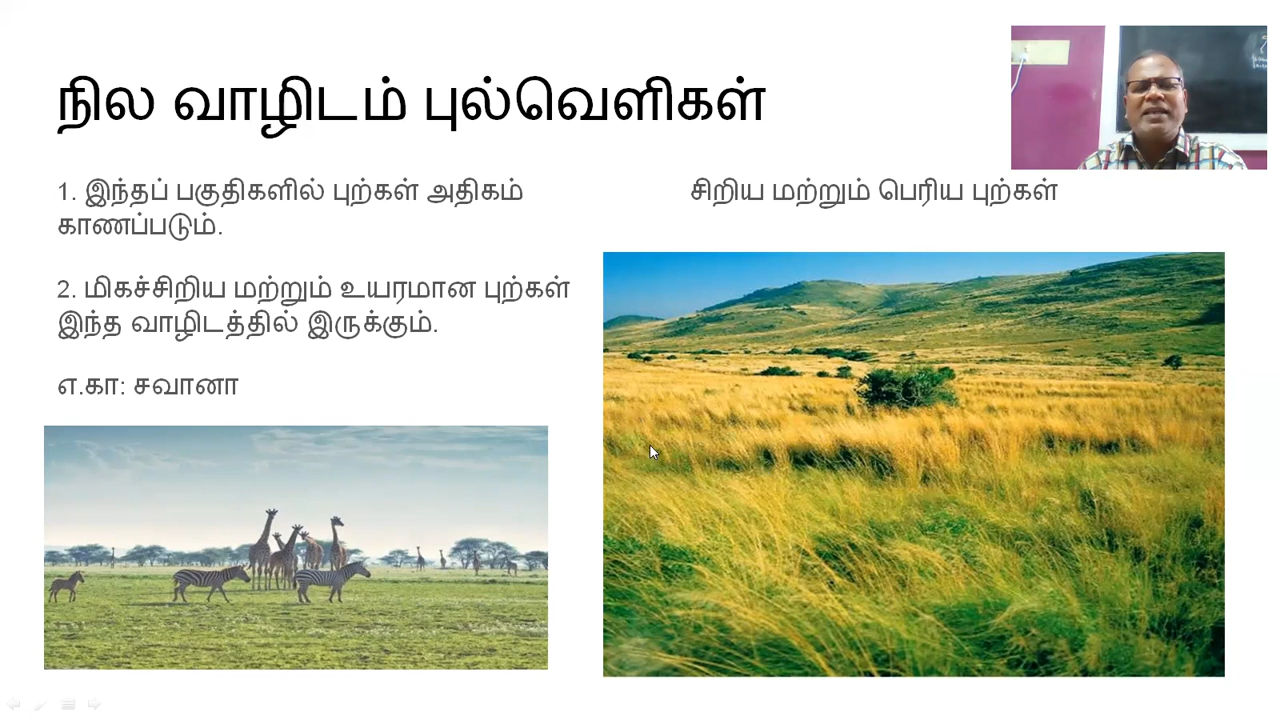 நில வாழிடம் புல்வெளிகள்
1. இந்தப் பகுதிகளில் புற்கள் அதிகம்
காணப்படும்.
2. மிகச்சிறிய மற்றும் உயரமான புற்கள்
இந்த வாழிடத்தில் இருக்கும்.
எ.கா: சவானா
சிறிய மற்றும் பெரிய புற்கள்